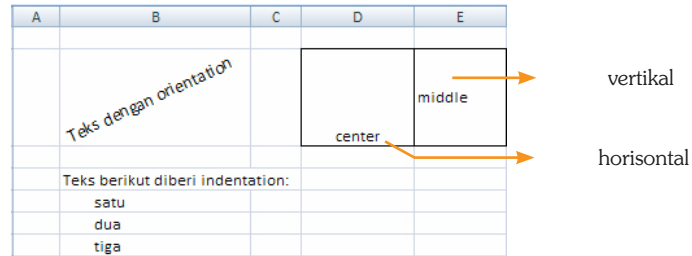 A B C D E
Teks dengan orientation
middle
vertikal
center
horisontal
Teks berikut diberi indentation:
satu
dua
tiga